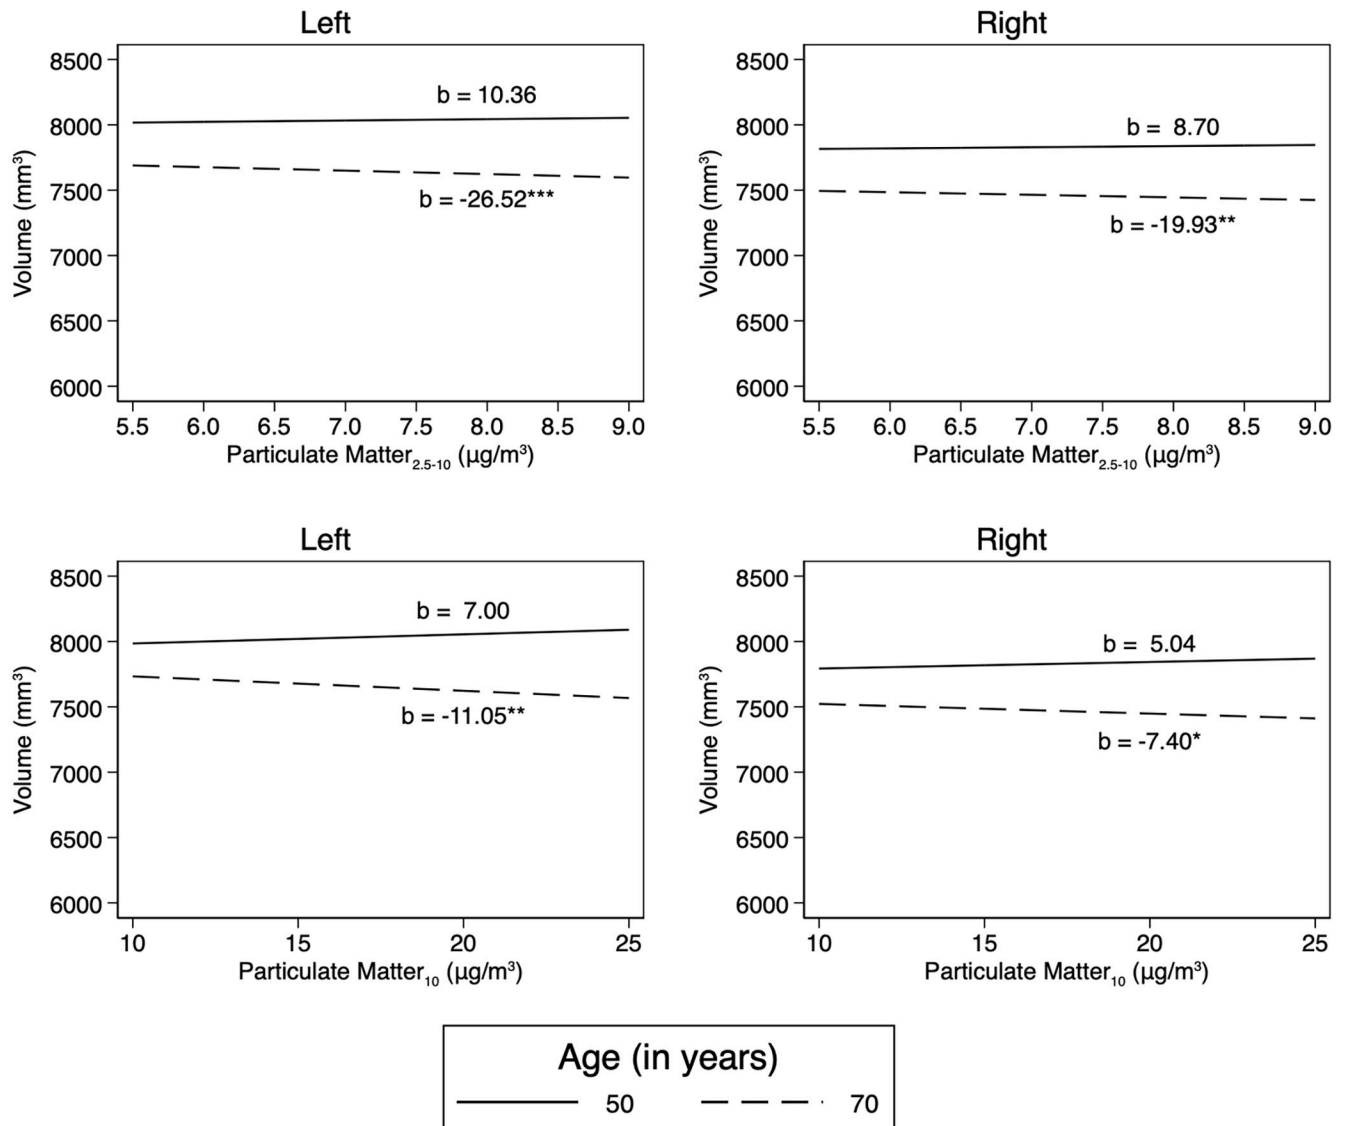 Left
8500
8000
7500
7000
6500
6000
Volume (mm³)
b = 10.36
b = -26.52***
5.5 6.0 6.5 7.0 7.5 8.0 8.5 9.0
Particulate Matter₂.₅₋₁₀ (µg/m³)
Right
8500
8000
7500
7000
6500
6000
Volume (mm³)
b = 8.70
b = -19.93**
5.5 6.0 6.5 7.0 7.5 8.0 8.5 9.0
Particulate Matter₂.₅₋₁₀ (µg/m³)
Left
8500
8000
7500
7000
6500
6000
Volume (mm³)
b = 7.00
b = -11.05**
10 15 20 25
Particulate Matter₁₀ (µg/m³)
Right
8500
8000
7500
7000
6500
6000
Volume (mm³)
b = 5.04
b = -7.40*
10 15 20 25
Particulate Matter₁₀ (µg/m³)
Age (in years)
50 70